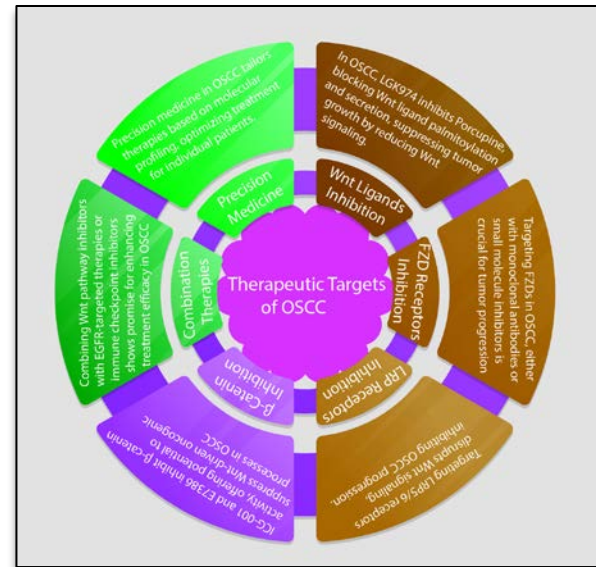 Therapeutic Targets
of OSCC
Wnt Ligands
Inhibition
In OSCC, LGK974 inhibits Porcupine,
blocking Wnt ligand palmitoylation
and secretion, suppressing tumor
growth by reducing Wnt
signaling.
FZD Receptors
Inhibition
Targeting FZDs in OSCC, either
with monoclonal antibodies or
small molecule inhibitors is
crucial for tumor progression
LRP Receptors
Inhibition
Targeting LRP5/6 receptors
disrupts Wnt signaling,
inhibiting OSCC progression.
β-Catenin
Inhibition
ICG-001 and E7386 inhibit β-catenin
activity, offering potential to
suppress Wnt-driven oncogenic
processes in OSCC
Combination
Therapies
Combining Wnt pathway inhibitors
with EGFR-targeted therapies or
immune checkpoint inhibitors
shows promise for enhancing
treatment efficacy in OSCC
Precision
Medicine
Precision medicine in OSCC tailors
therapies based on molecular
profiling, optimizing treatment
for individual patients.